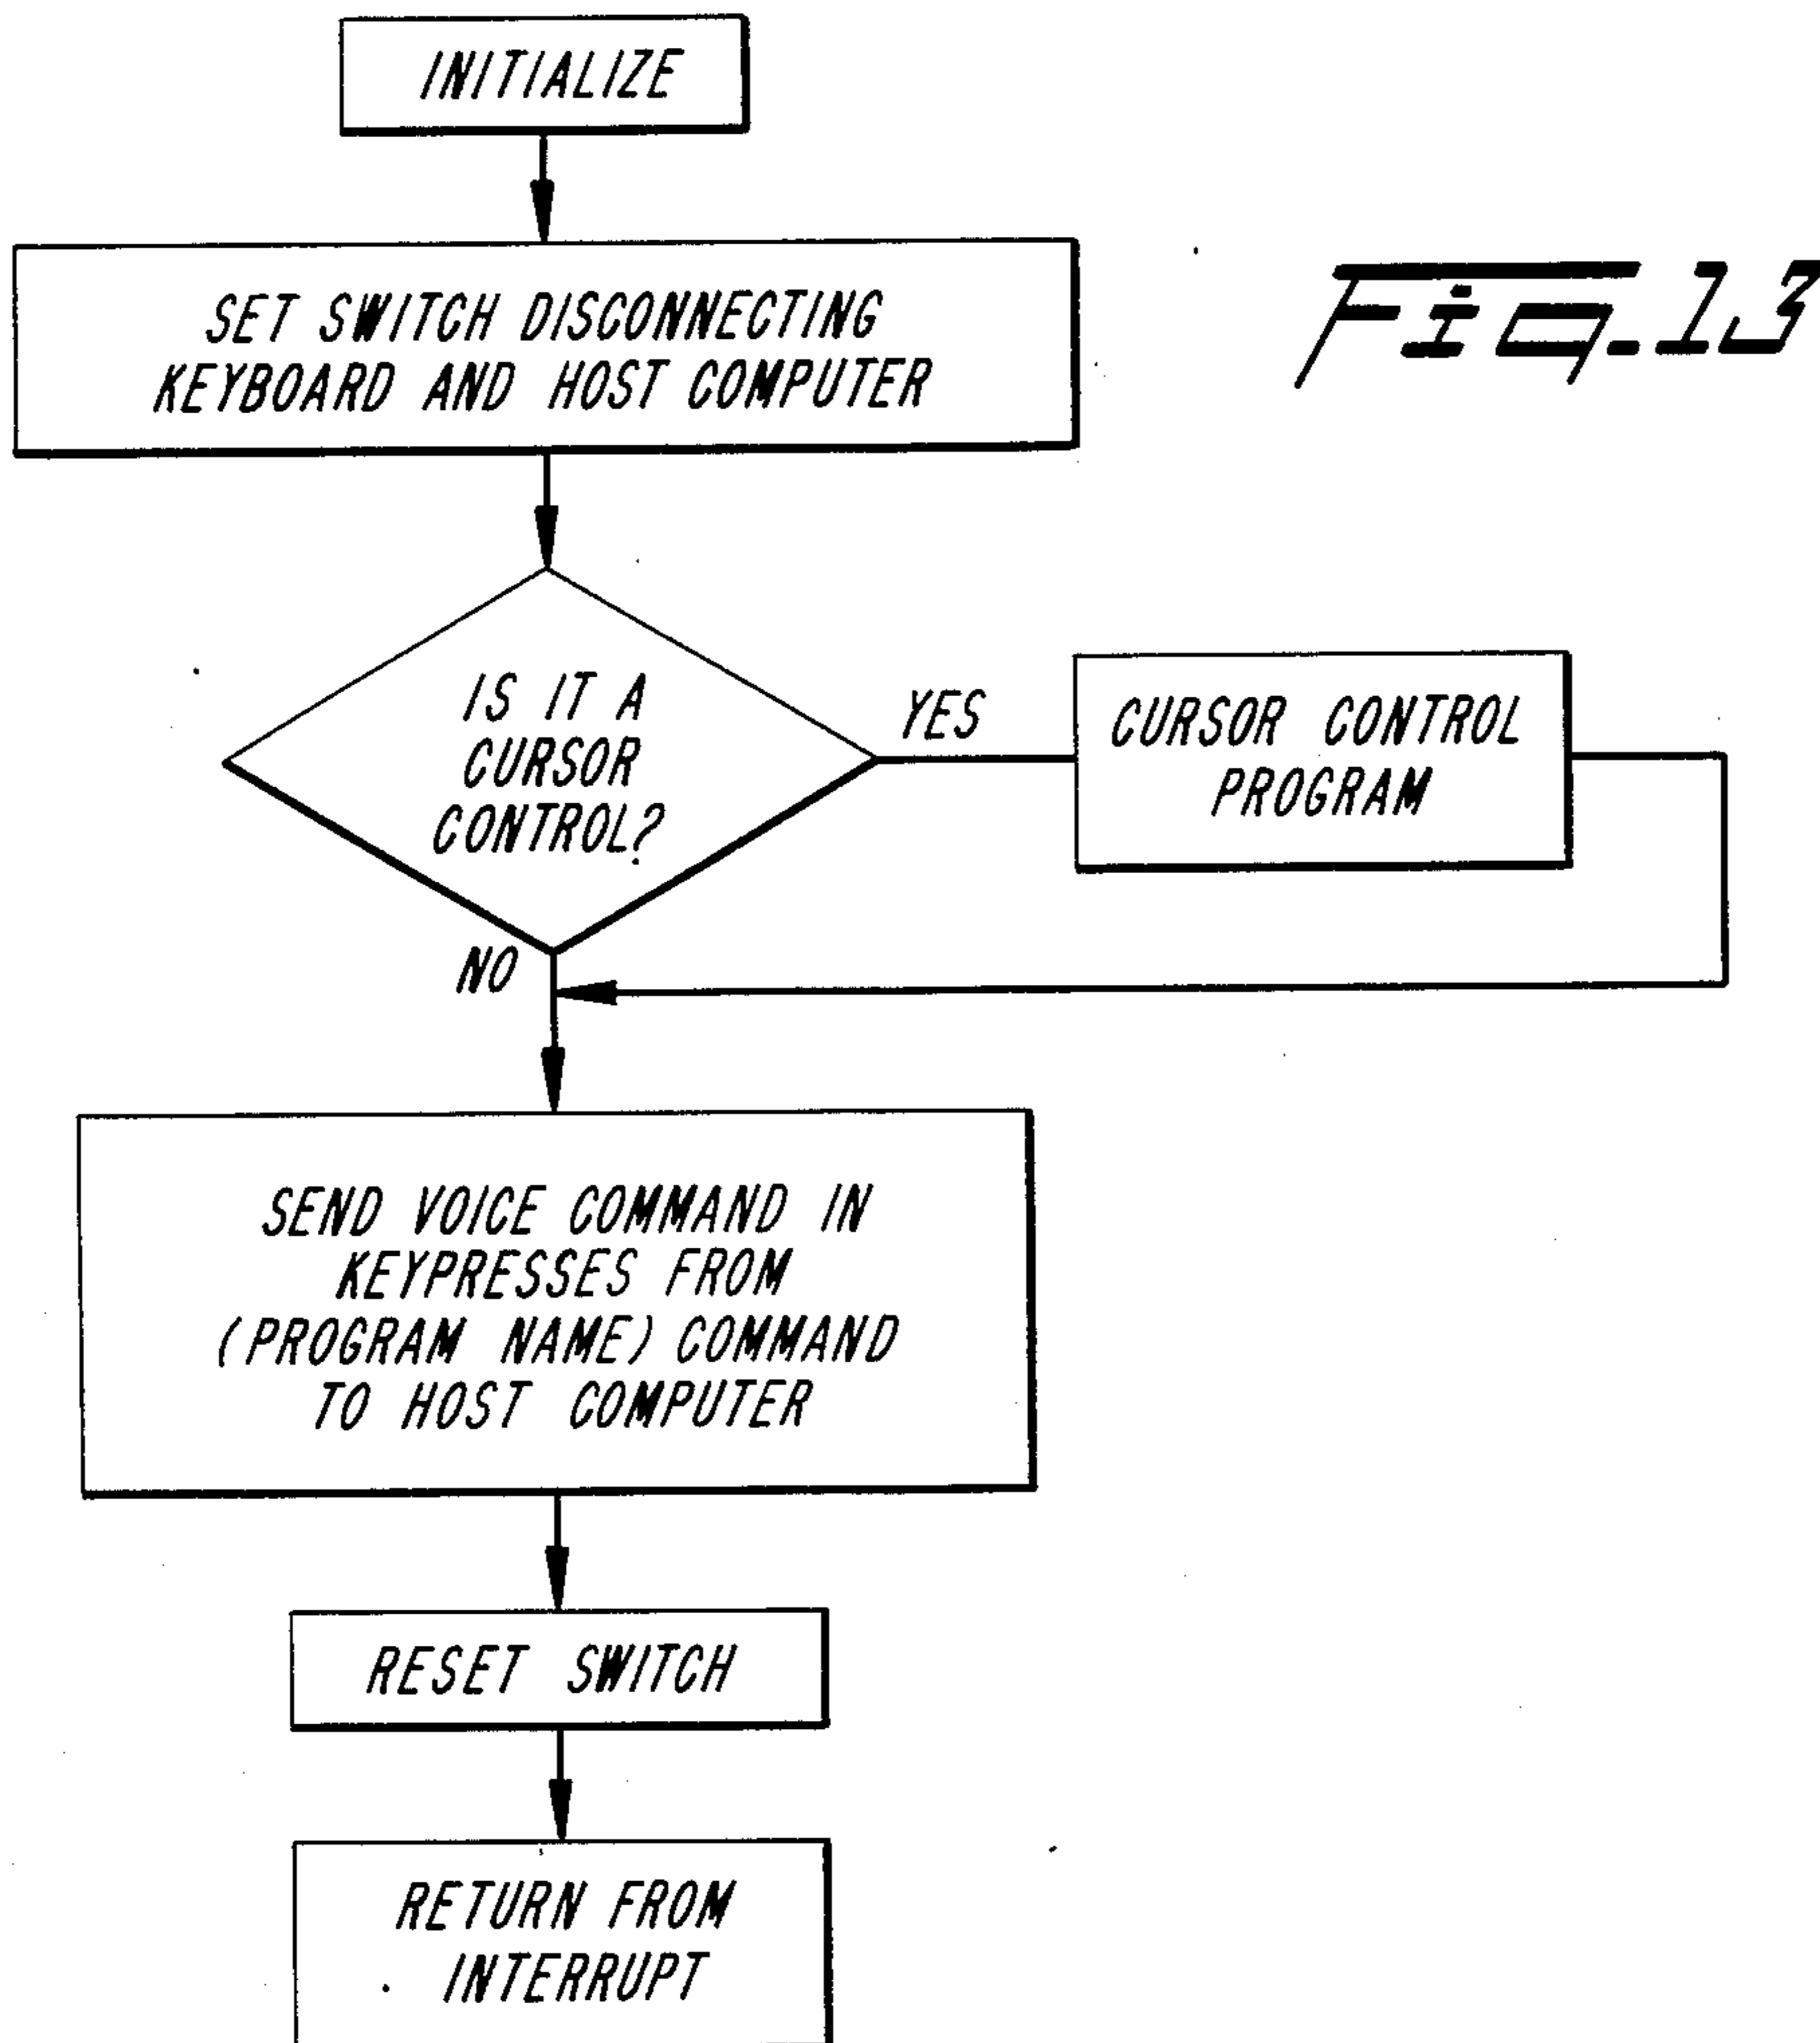 INITIALIZE
SET SWITCH DISCONNECTING
KEYBOARD AND HOST COMPUTER
Fig. 13
IS IT A
CURSOR
CONTROL?
YES
CURSOR CONTROL
PROGRAM
NO
SEND VOICE COMMAND IN
KEYPRESSES FROM
(PROGRAM NAME) COMMAND
TO HOST COMPUTER
RESET SWITCH
RETURN FROM
INTERRUPT